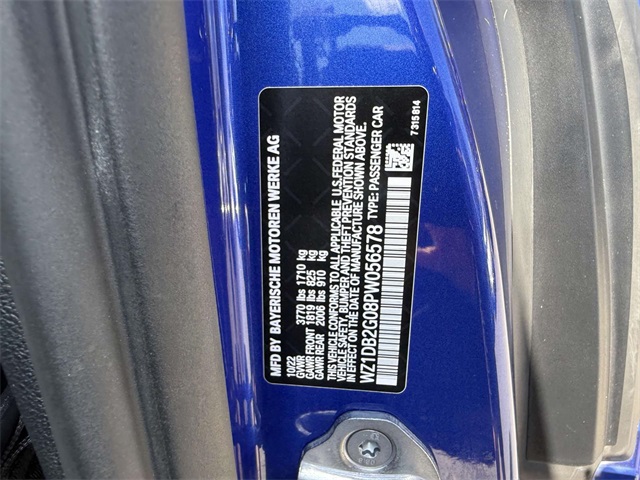 MFD BY BAYERISCHE MOTOREN WERKE AG
10/22
GVWR 3770 lbs 1710 kg
GAWR FRONT 1819 lbs 825 kg
GAWR REAR 2006 lbs 910 kg
THIS VEHICLE CONFORMS TO ALL APPLICABLE U.S. FEDERAL MOTOR
VEHICLE SAFETY, BUMPER AND THEFT PREVENTION STANDARDS
IN EFFECT ON THE DATE OF MANUFACTURE SHOWN ABOVE.
WZ1DB2G08PW056578 TYPE: PASSENGER CAR
7315814